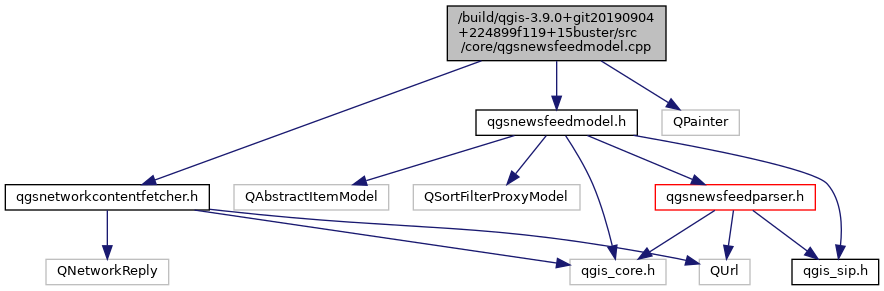 /build/qgis-3.9.0+git20190904
+224899f119+15buster/src
/core/qgsnewsfeedmodel.cpp
qgsnewsfeedmodel.h
QPainter
qgsnetworkcontentfetcher.h
QAbstractItemModel
QSortFilterProxyModel
qgsnewsfeedparser.h
QNetworkReply
qgis_core.h
QUrl
qgis_sip.h